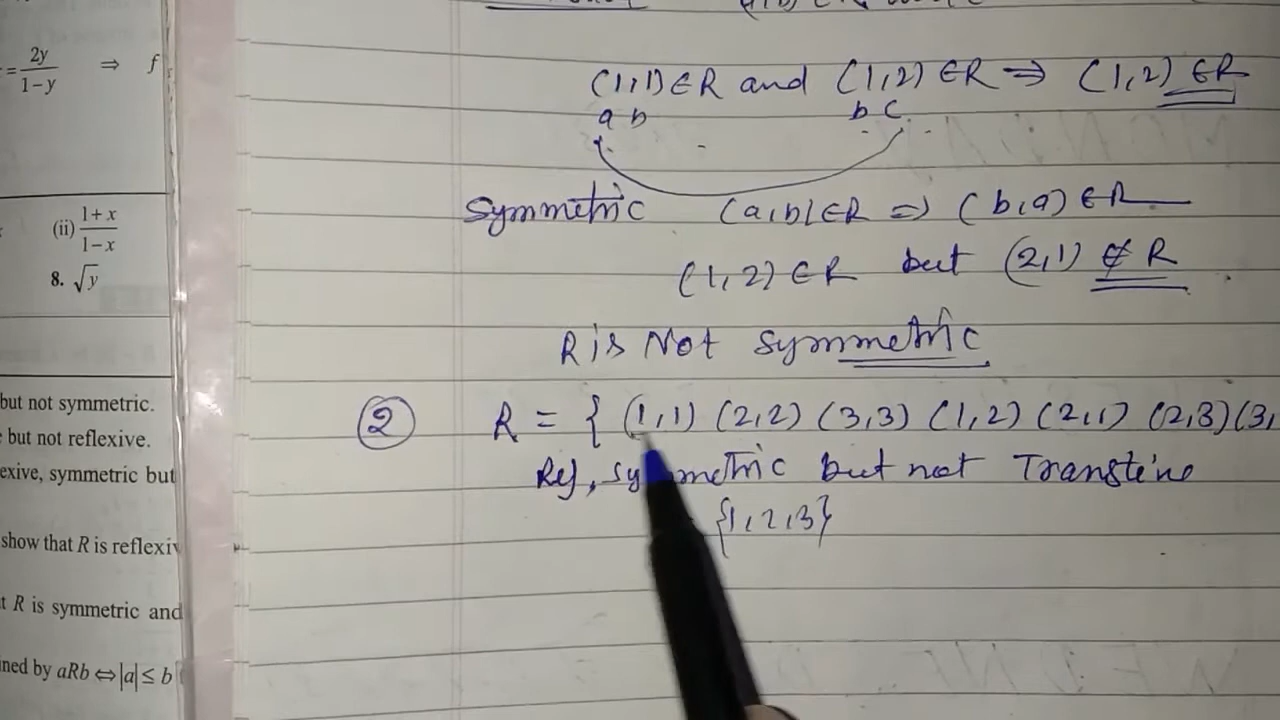 = 2y/1-y ⇒ f
(ii) 1+x/1-x
8. √y
but not symmetric.
but not reflexive.
exive, symmetric but
show that R is reflexiv
t R is symmetric and
ned by aRb ⇔ |a| ≤ b
(1,1) ∈ R and (1,2) ∈ R ⇒ (1,2) ∈ R
a b b c
Symmetric (a,b) ∈ R ⇒ (b,a) ∈ R
(1,2) ∈ R but (2,1) ∉ R
R is Not Symmetric
② R = { (1,1) (2,2) (3,3) (1,2) (2,1) (2,3) (3,
Ref, symmetric but not Transtive
{1,2,3}